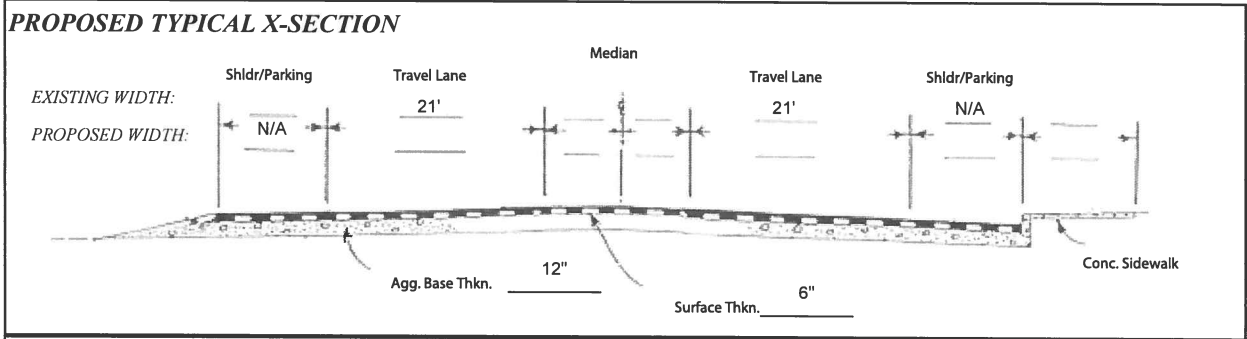 PROPOSED TYPICAL X-SECTION
Median
Shldr/Parking Travel Lane Travel Lane Shldr/Parking
EXISTING WIDTH: 21' 21' N/A
PROPOSED WIDTH: N/A
Agg. Base Thkn. 12"
Surface Thkn. 6"
Conc. Sidewalk